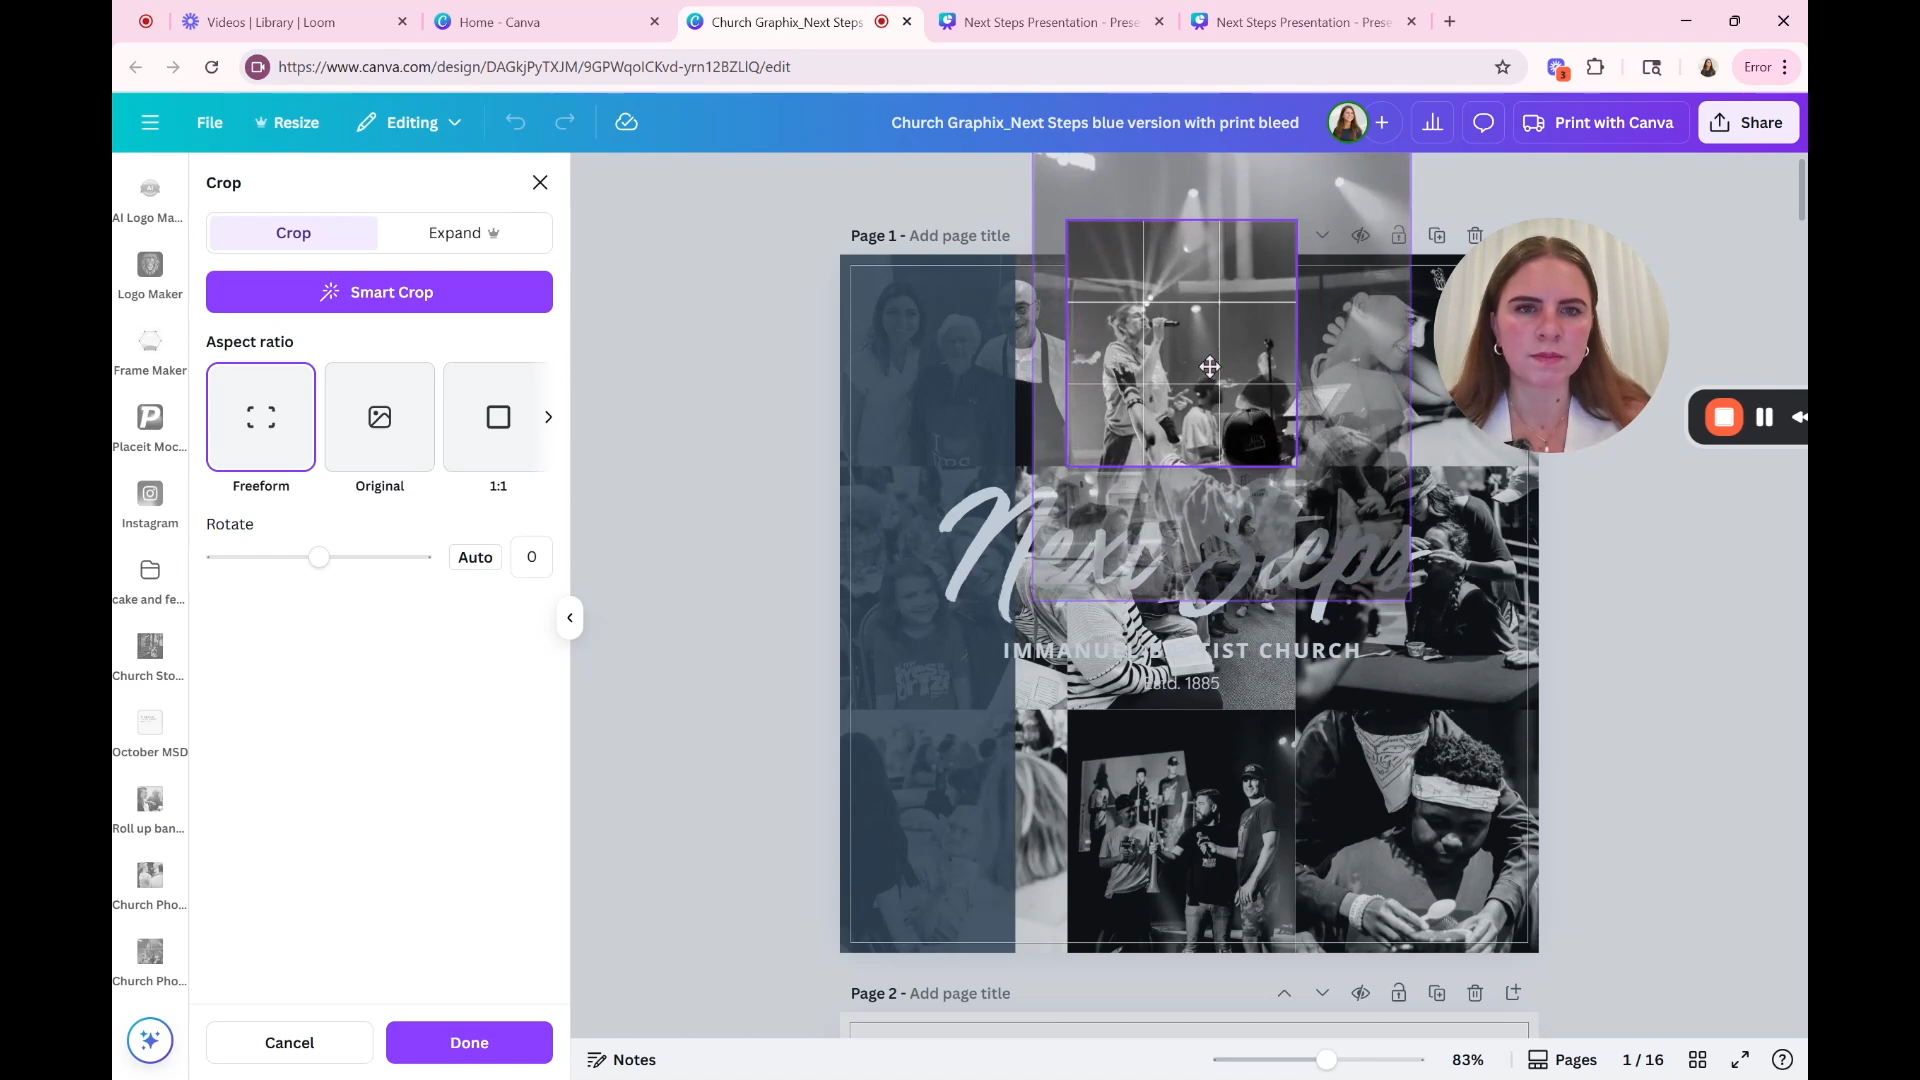 Videos | Library | Loom
Home - Canva
Church Graphix_Next Steps
Next Steps Presentation - Prese
Next Steps Presentation - Prese
https://www.canva.com/design/DAGkjPyTXJM/9GPWqoICKvd-yrn12BZLlQ/edit
3
Error
File
Resize
Editing
Church Graphix_Next Steps blue version with print bleed
Print with Canva
Share
AI Logo Ma...
Logo Maker
Frame Maker
Placeit Moc...
Instagram
cake and fe...
Church Sto...
October MSD
Roll up ban...
Church Pho...
Church Pho...
Crop
Crop
Expand
Smart Crop
Aspect ratio
Freeform
Original
1:1
Rotate
Auto
0
Cancel
Done
Page 1 - Add page title
Next Steps
IMMANUEL BAPTIST CHURCH
Estd. 1885
Page 2 - Add page title
Notes
83%
Pages
1 / 16